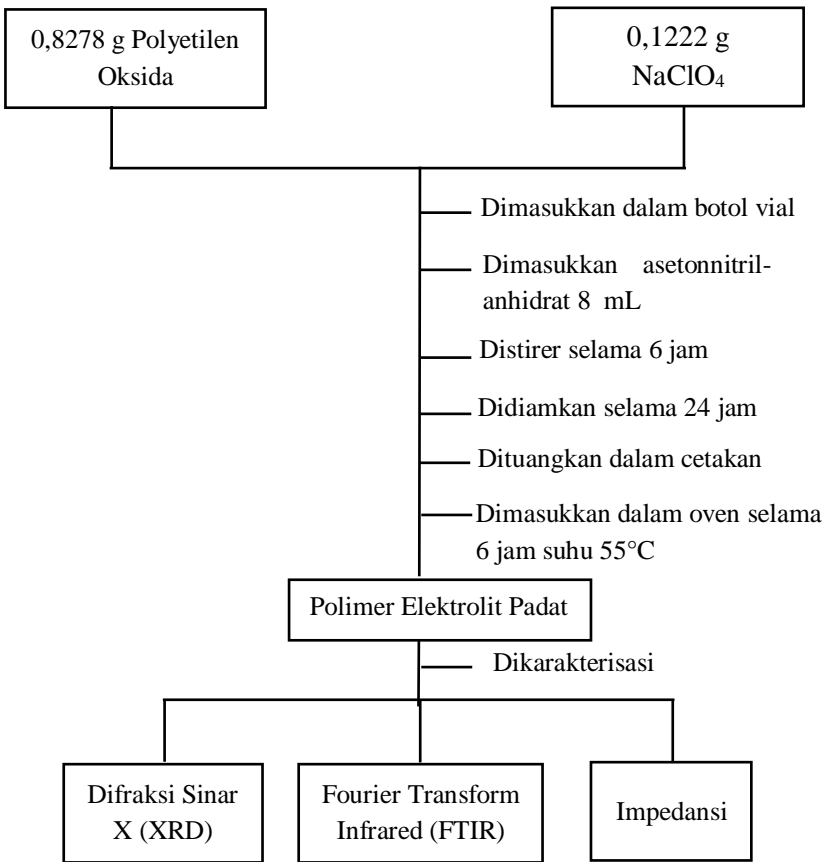 0,8278 g Polyetilen
Oksida
0,1222 g
NaClO₄
Dimasukkan dalam botol vial
Dimasukkan asetonnitril-
anhidrat 8 mL
Distirer selama 6 jam
Didiamkan selama 24 jam
Dituangkan dalam cetakan
Dimasukkan dalam oven selama
6 jam suhu 55°C
Polimer Elektrolit Padat
Dikarakterisasi
Difraksi Sinar
X (XRD)
Fourier Transform
Infrared (FTIR)
Impedansi